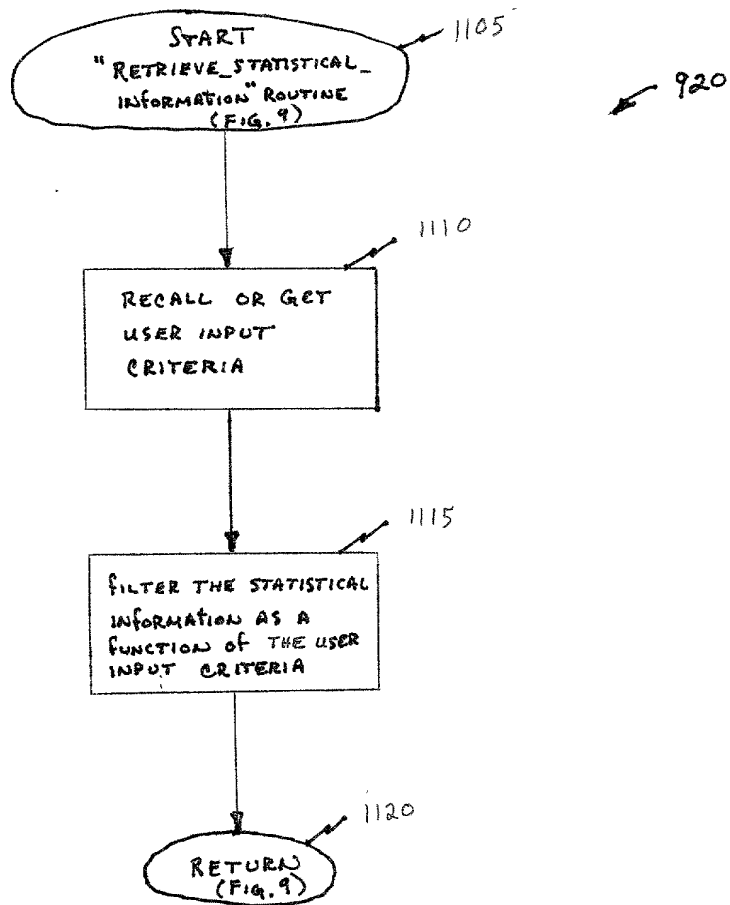 START
"RETRIEVE_STATISTICAL_
INFORMATION" ROUTINE
(FIG. 9)
1105
920
1110
RECALL OR GET
USER INPUT
CRITERIA
1115
FILTER THE STATISTICAL
INFORMATION AS A
FUNCTION OF THE USER
INPUT CRITERIA
1120
RETURN
(FIG. 9)